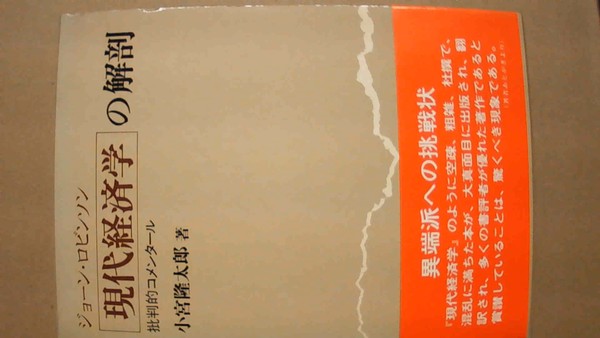 ジョーン・ロビンソン
現代経済学の解剖
批判的コメンタール
小宮隆太郎 著
異端派への挑戦状
『現代経済学』のように空疎、粗雑、杜撰で、
混乱に満ちた本が、大真面目に出版され、翻
訳され、多くの書評者が優れた著作であると
賞讃していることは、驚くべき現象である。